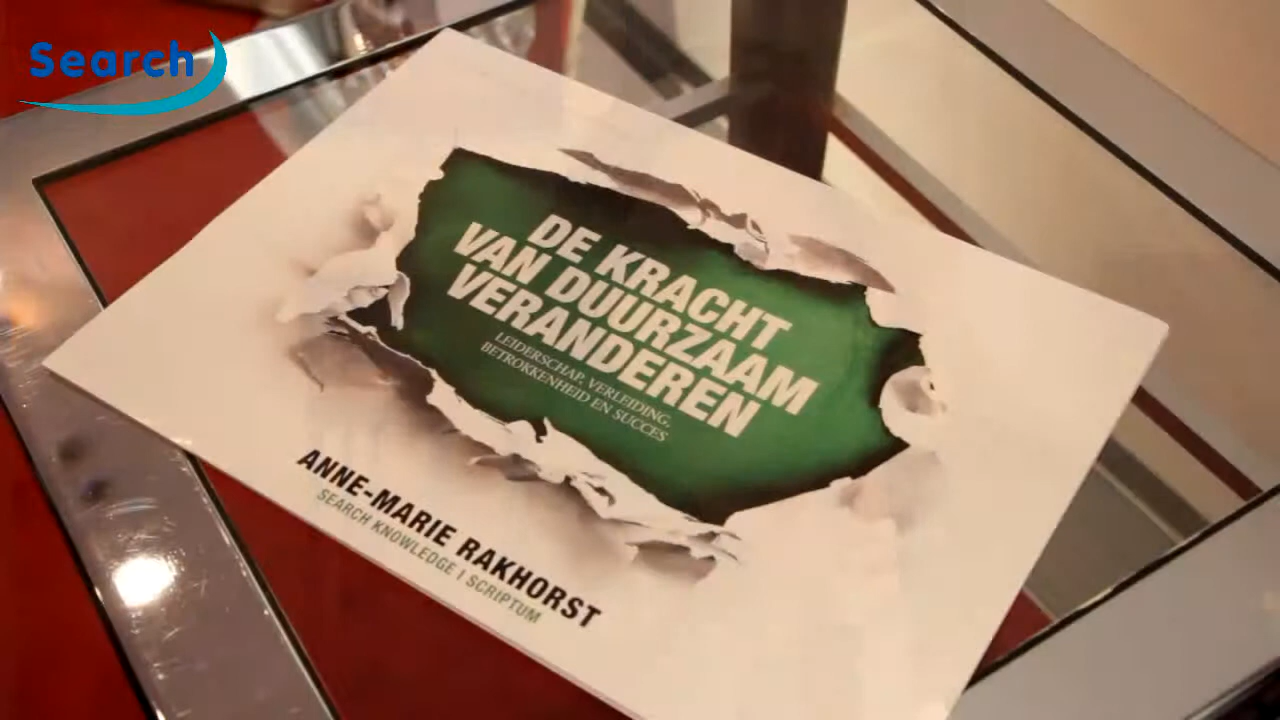 Search
DE KRACHT
VAN DUURZAAM
VERANDEREN
LEIDERSCHAP, VERLEIDING,
BETROKKENHEID EN SUCCES
ANNE-MARIE RAKHORST
SEARCH KNOWLEDGE | SCRIPTUM